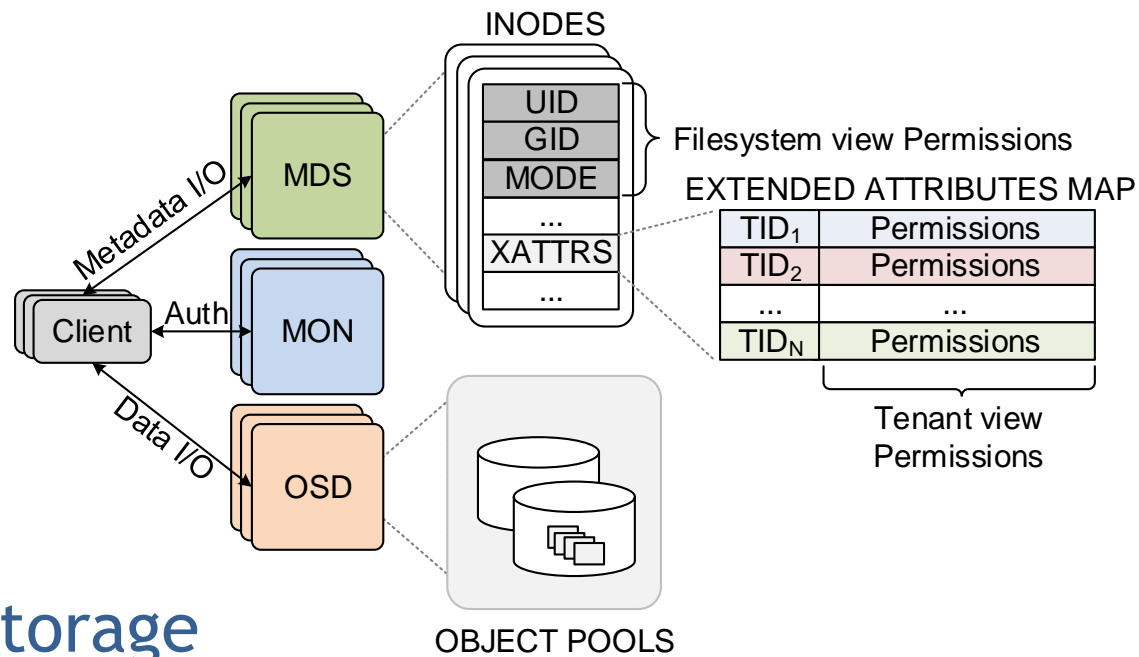 INODES
UID
GID
MODE
...
XATTRS
...
Filesystem view Permissions
EXTENDED ATTRIBUTES MAP
TID₁ Permissions
TID₂ Permissions
... ...
TID_N Permissions
Tenant view
Permissions
MDS
Metadata I/O
Client
Auth
MON
Data I/O
OSD
OBJECT POOLS
torage